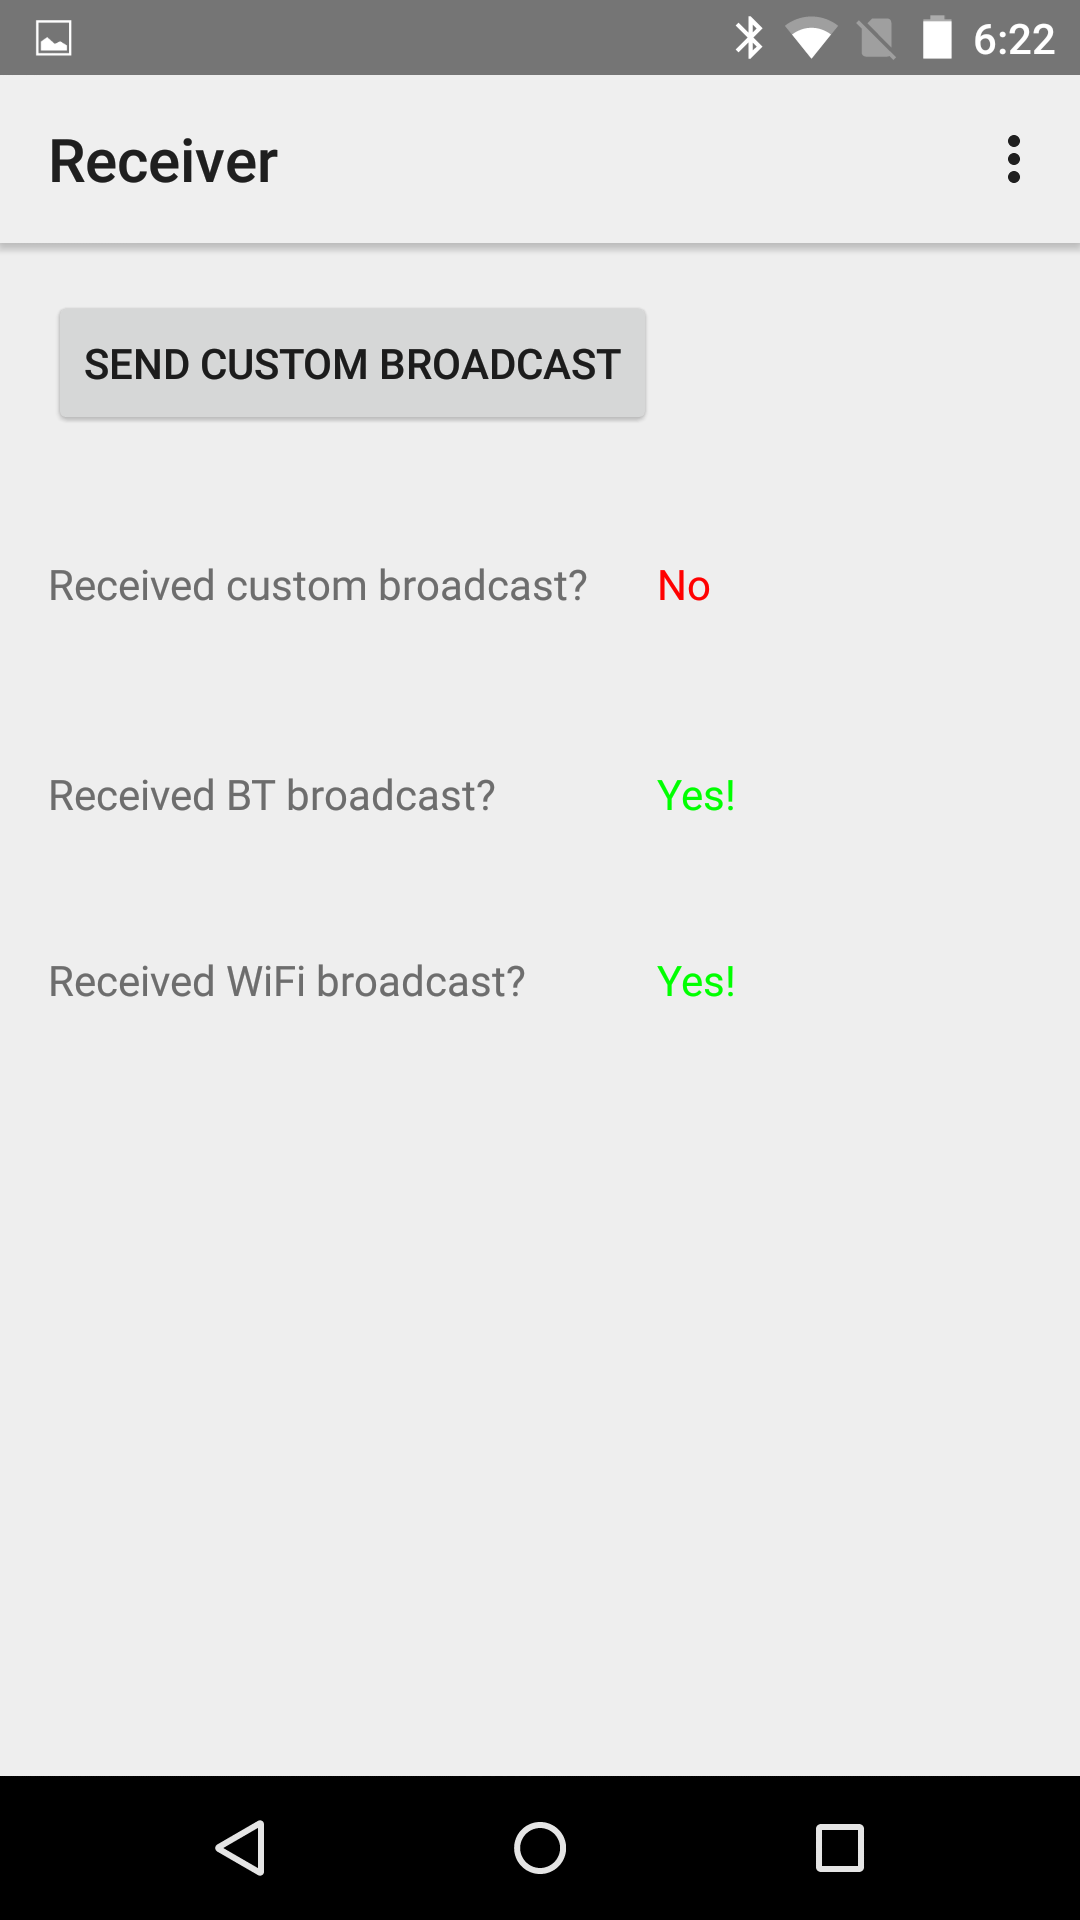 6:22
Receiver
SEND CUSTOM BROADCAST
Received custom broadcast? No
Received BT broadcast? Yes!
Received WiFi broadcast? Yes!